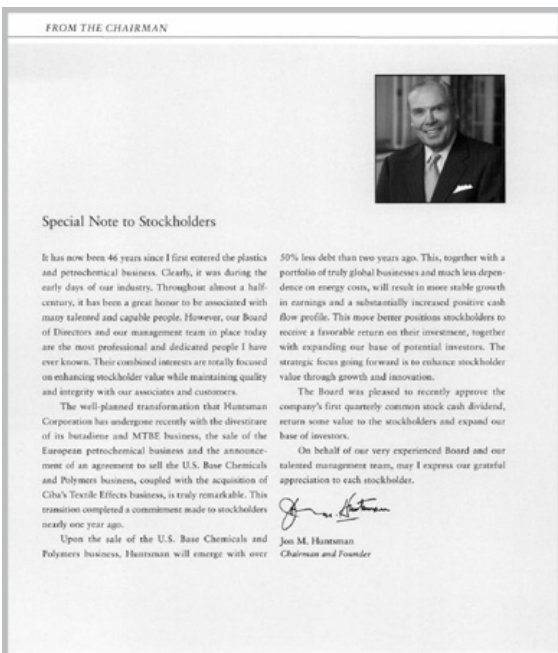 FROM THE CHAIRMAN
Special Note to Stockholders
It has now been 46 years since I first entered the plastics
and petrochemical business. Clearly, it was during the
early days of our industry. Throughout almost a half-
century, it has been a great honor to be associated with
many talented and capable people. However, our Board
of Directors and our management team in place today
are the most professional and dedicated people I have
ever known. Their combined interests are totally focused
on enhancing stockholder value while maintaining quality
and integrity with our associates and customers.
The well-planned transformation that Huntsman
Corporation has undergone recently with the divestiture
of its butadiene and MTBE business, the sale of the
European petrochemical business and the announce-
ment of an agreement to sell the U.S. Base Chemicals
and Polymers business, coupled with the acquisition of
Ciba's Textile Effects business, is truly remarkable. This
transition completed a commitment made to stockholders
nearly one year ago.
Upon the sale of the U.S. Base Chemicals and
Polymers business, Huntsman will emerge with over
50% less debt than two years ago. This, together with a
portfolio of truly global businesses and much less depen-
dence on energy costs, will result in more stable growth
in earnings and a substantially increased positive cash
flow profile. This move better positions stockholders to
receive a favorable return on their investment, together
with expanding our base of potential investors. The
strategic focus going forward is to enhance stockholder
value through growth and innovation.
The Board was pleased to recently approve the
company's first quarterly common stock cash dividend,
return some value to the stockholders and expand our
base of investors.
On behalf of our very experienced Board and our
talented management team, may I express our grateful
appreciation to each stockholder.
Jon M. Huntsman
Jon M. Huntsman
Chairman and Founder